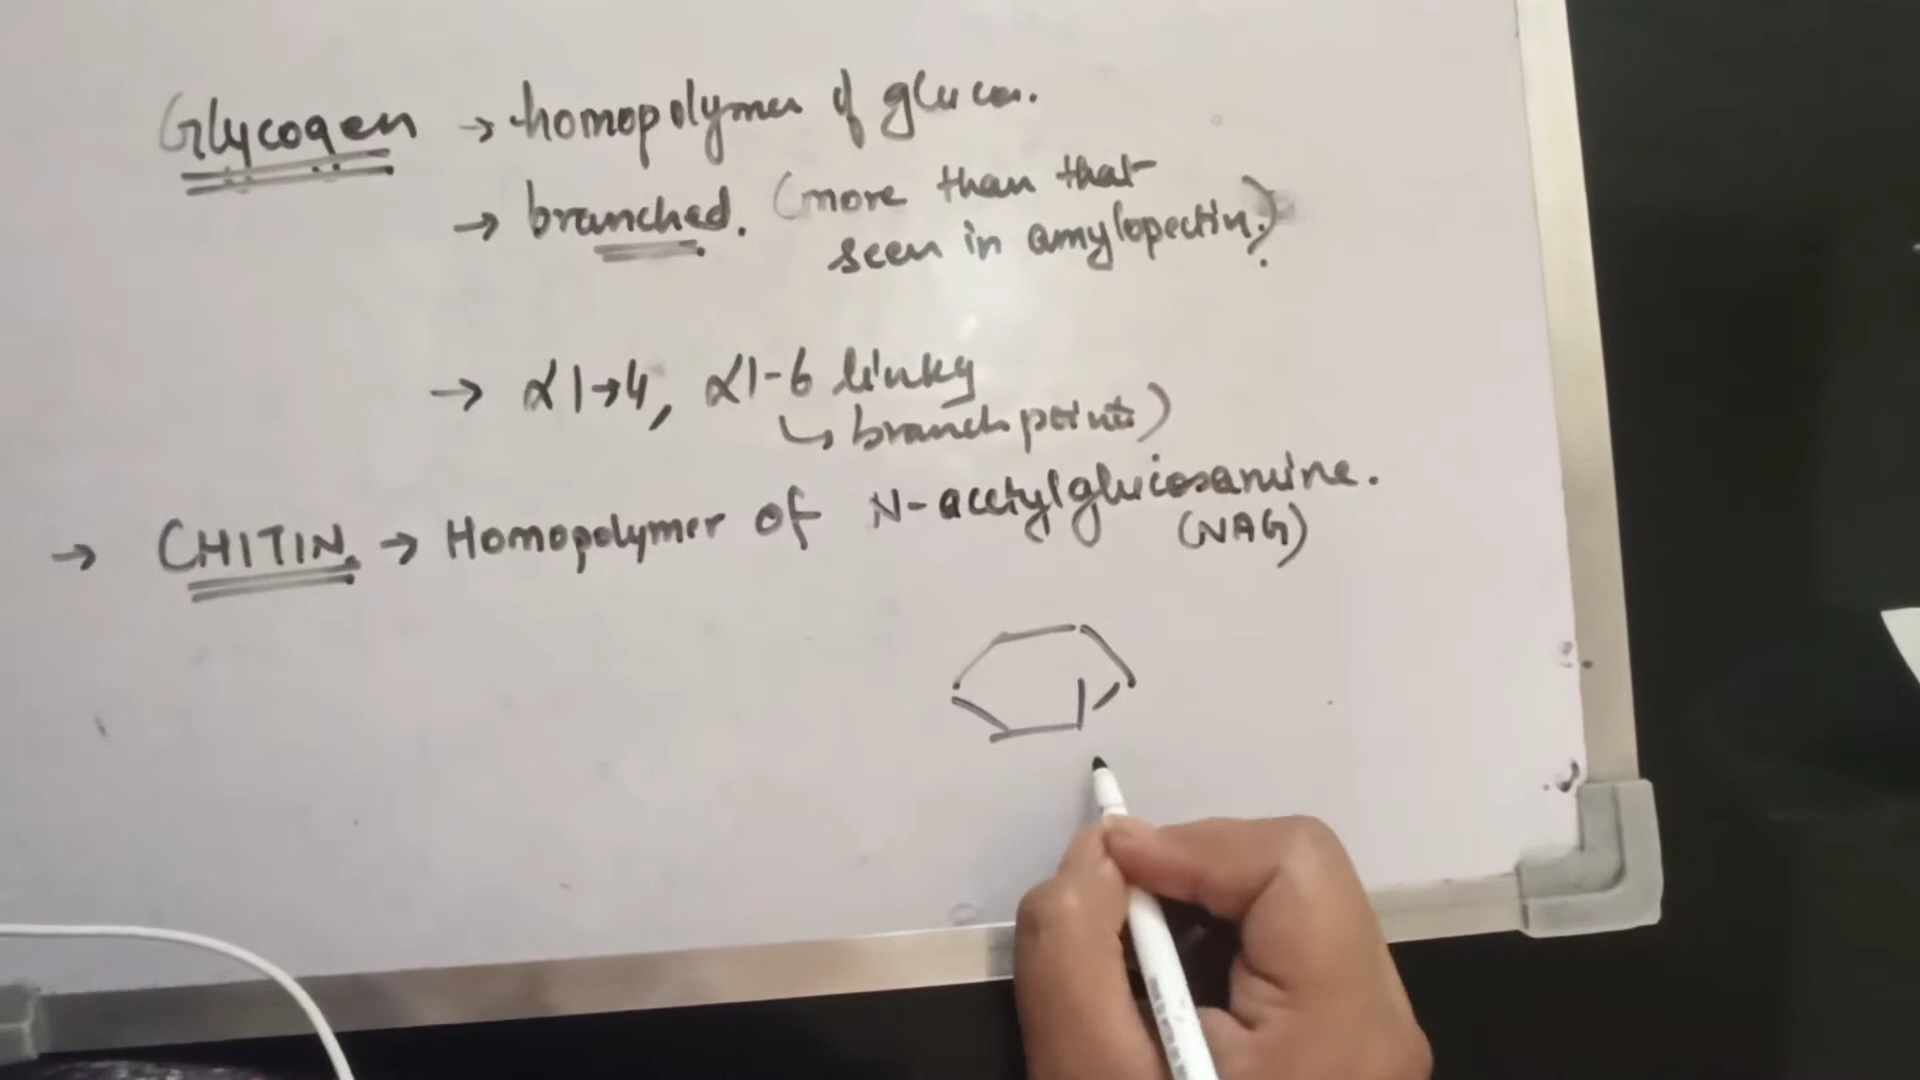 Glycogen → homopolymer of glucose.
→ branched. (more than that
seen in amylopectin.)
→ α1→4, α1-6 linkg
↳ branch points)
→ CHITIN. → Homopolymer of N-acetylglucosamine.
(NAG)